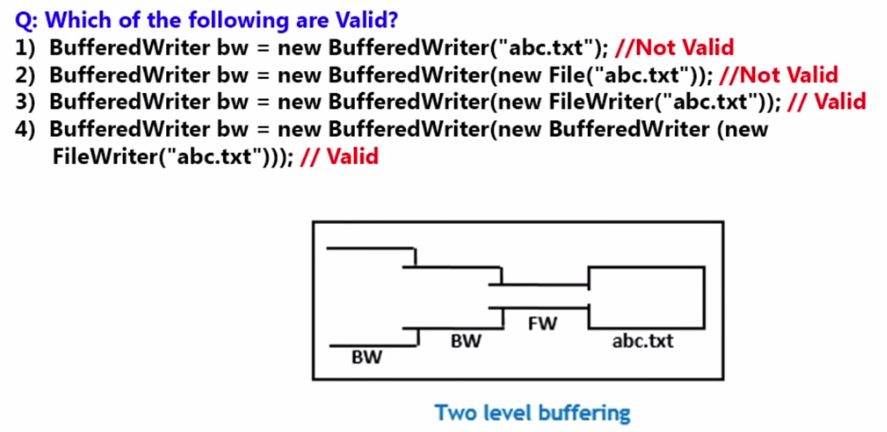 Q: Which of the following are Valid?
1) BufferedWriter bw = new BufferedWriter("abc.txt"); //Not Valid
2) BufferedWriter bw = new BufferedWriter(new File("abc.txt")); //Not Valid
3) BufferedWriter bw = new BufferedWriter(new FileWriter("abc.txt")); // Valid
4) BufferedWriter bw = new BufferedWriter(new BufferedWriter (new
FileWriter("abc.txt"))); // Valid
FW
BW
abc.txt
BW
Two level buffering